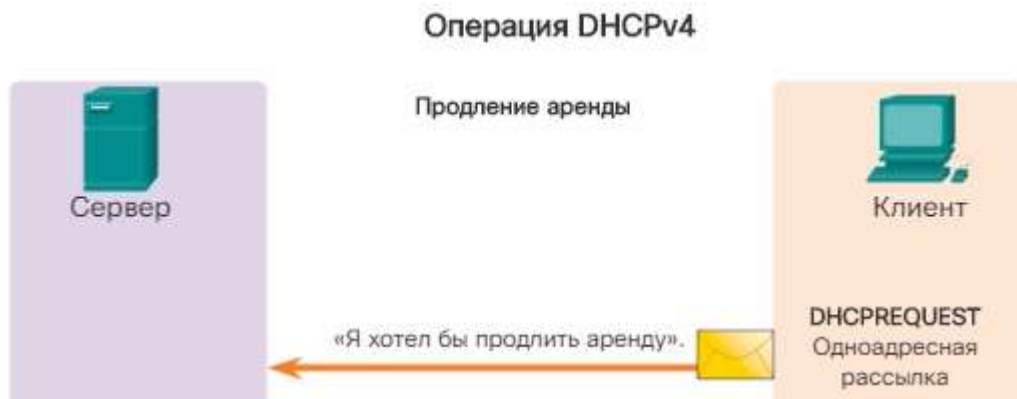 Операция DHCPv4
Продление аренды
Сервер
Клиент
DHCPREQUEST
«Я хотел бы продлить аренду».
Одноадресная
рассылка